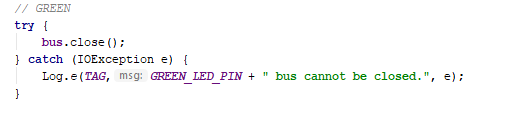 // GREEN
try {
    bus.close();
} catch (IOException e) {
    Log.e(TAG, msg: GREEN_LED_PIN + " bus cannot be closed.", e);
}